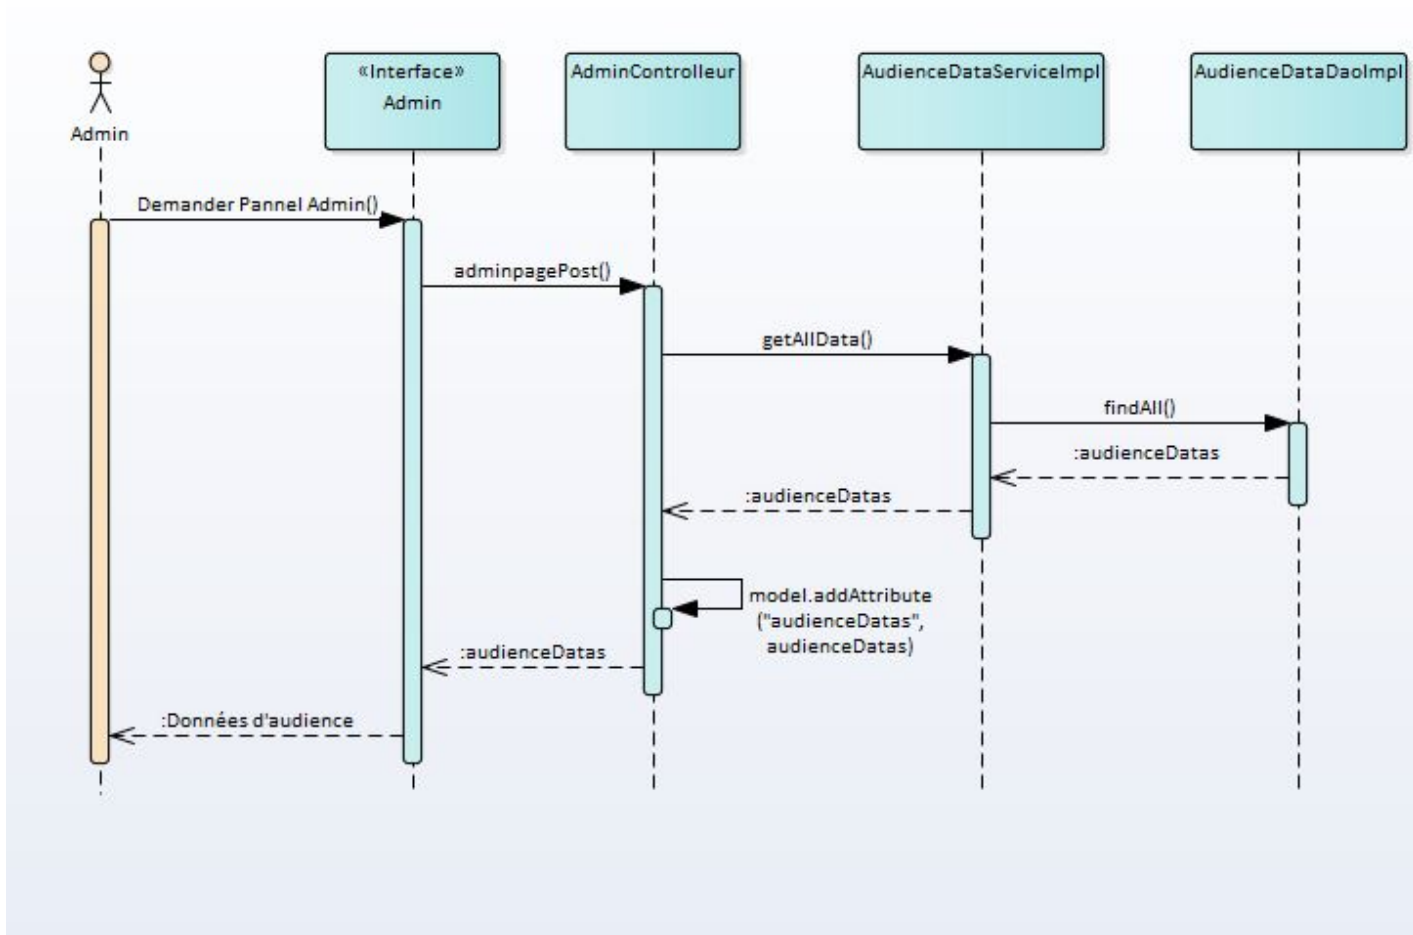 «Interface»
Admin
AdminControlleur
AudienceDataServiceImpl
AudienceDataDaoImpl
Admin
Demander Pannel Admin()
adminpagePost()
getAllData()
findAll()
:audienceDatas
:audienceDatas
model.addAttribute
("audienceDatas",
audienceDatas)
:audienceDatas
:Données d'audience